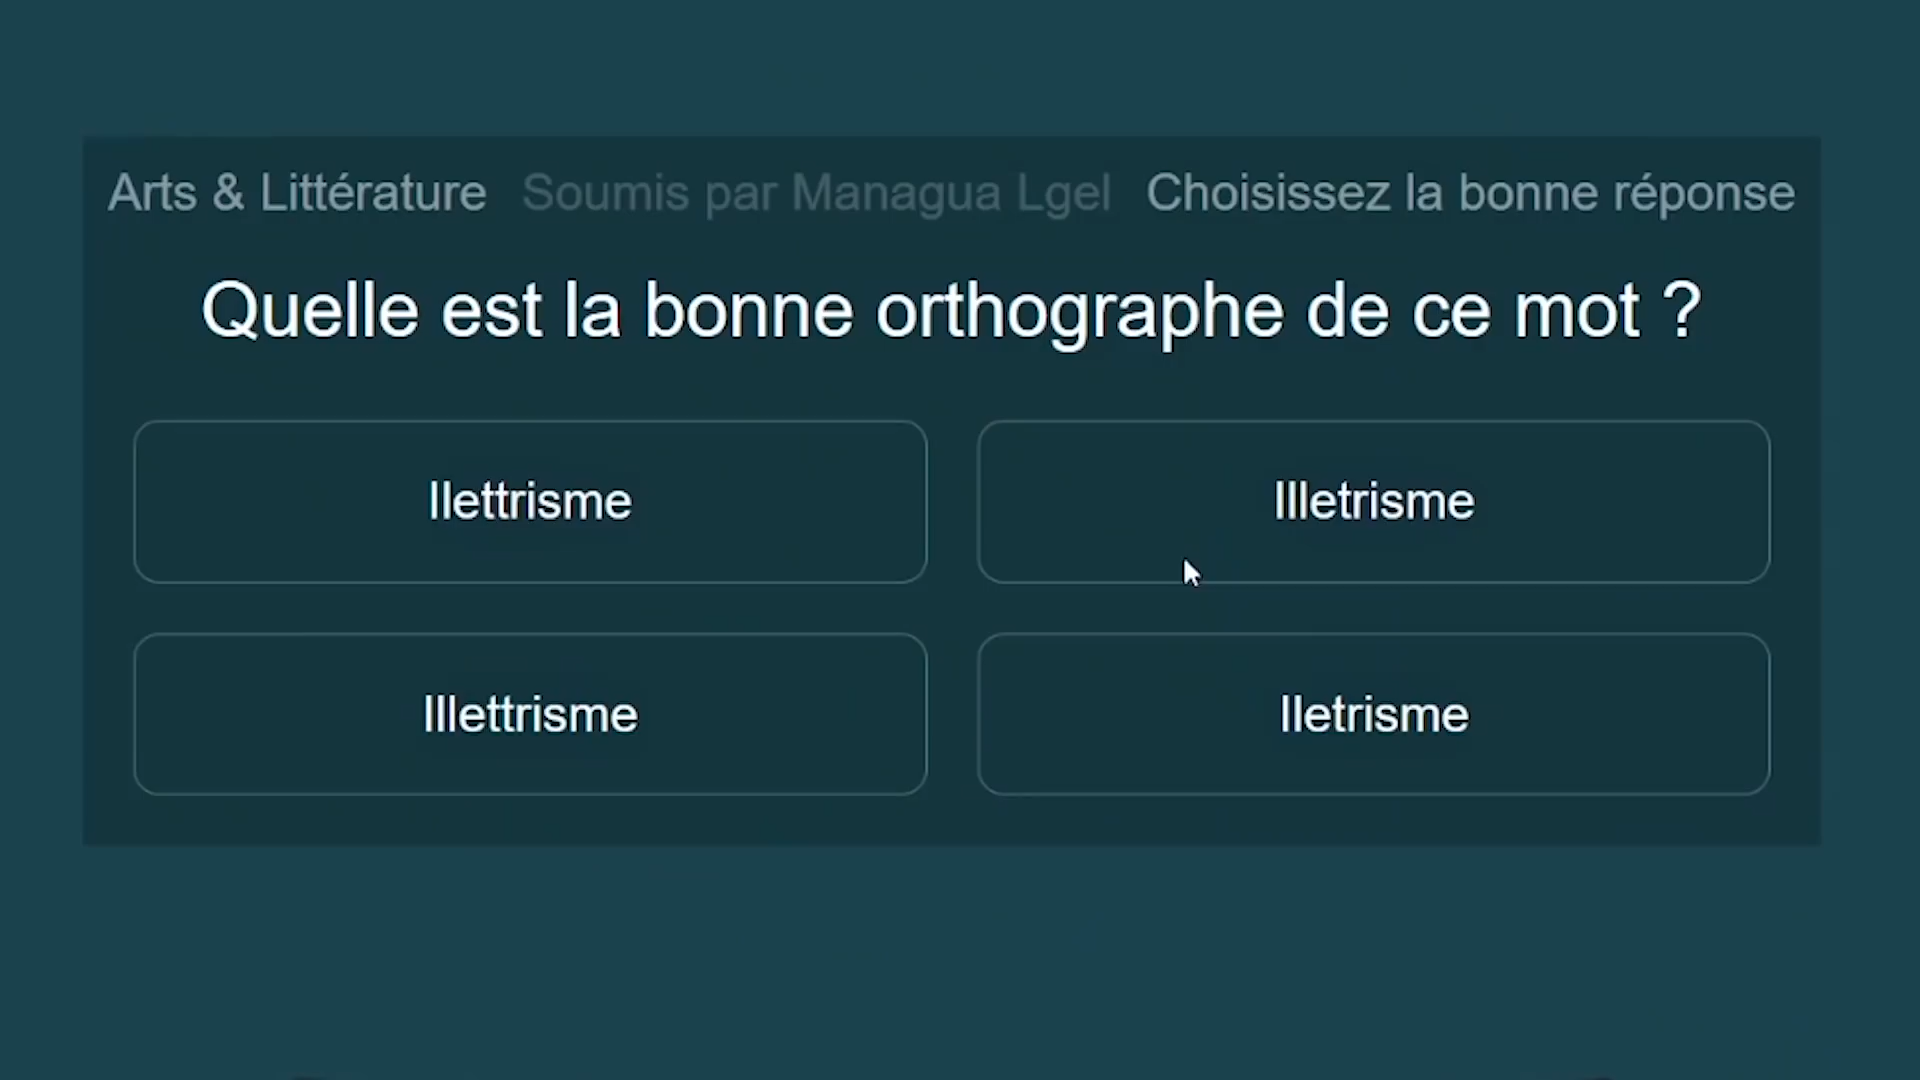 Arts & Littérature Soumis par Managua Lgel Choisissez la bonne réponse
Quelle est la bonne orthographe de ce mot ?
Ilettrisme
Illetrisme
Illettrisme
Iletrisme